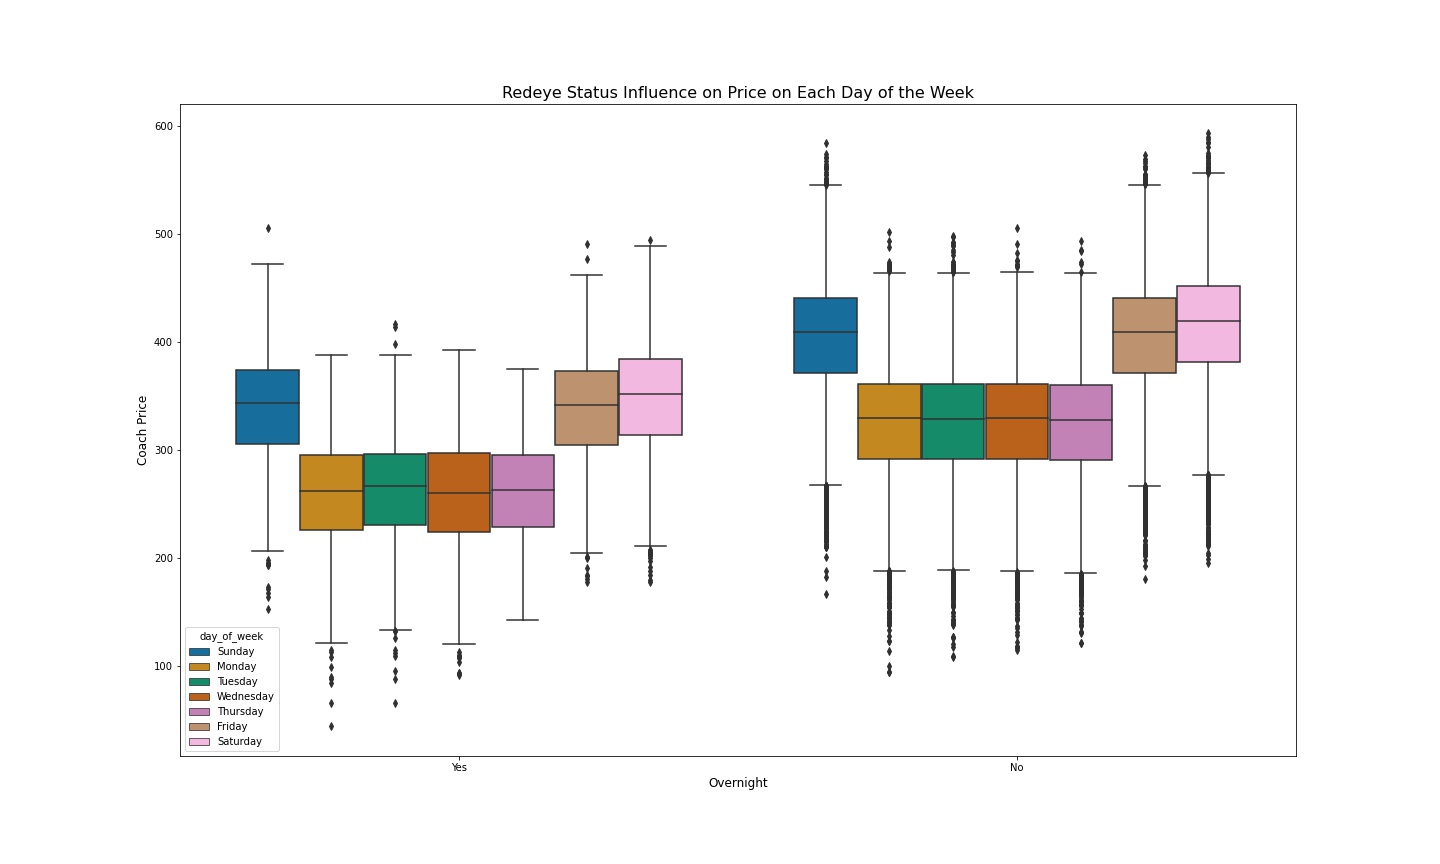 Redeye Status Influence on Price on Each Day of the Week
600
500
400
300
200
100
Coach Price
day_of_week
Sunday
Monday
Tuesday
Wednesday
Thursday
Friday
Saturday
Yes
No
Overnight